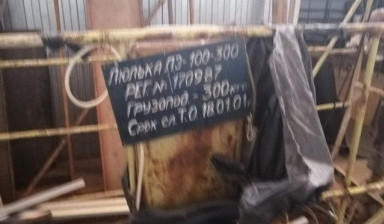 ЛЮЛЬКА ЛЭ-100-300
РЕГ.№ 170987
ГРУЗОПОД-300кг
СРОК СЛ Т.О 18.01.01.